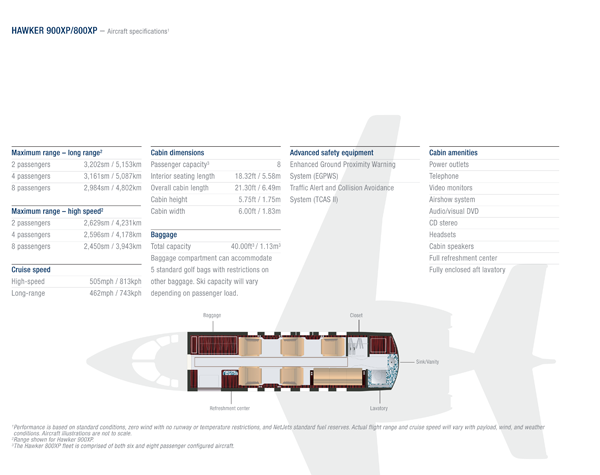 HAWKER 900XP/800XP – Aircraft specifications¹
Maximum range – long range²
2 passengers 3,202sm / 5,153km
4 passengers 3,161sm / 5,087km
8 passengers 2,984sm / 4,802km
Maximum range – high speed²
2 passengers 2,629sm / 4,231km
4 passengers 2,596sm / 4,178km
8 passengers 2,450sm / 3,943km
Cruise speed
High-speed 505mph / 813kph
Long-range 462mph / 743kph
Cabin dimensions
Passenger capacity³ 8
Interior seating length 18.32ft / 5.58m
Overall cabin length 21.30ft / 6.49m
Cabin height 5.75ft / 1.75m
Cabin width 6.00ft / 1.83m
Baggage
Total capacity 40.00ft³ / 1.13m³
Baggage compartment can accommodate
5 standard golf bags with restrictions on
other baggage. Ski capacity will vary
depending on passenger load.
Advanced safety equipment
Enhanced Ground Proximity Warning
System (EGPWS)
Traffic Alert and Collision Avoidance
System (TCAS II)
Cabin amenities
Power outlets
Telephone
Video monitors
Airshow system
Audio/visual DVD
CD stereo
Headsets
Cabin speakers
Full refreshment center
Fully enclosed aft lavatory
Baggage
Closet
Sink/Vanity
Refreshment center
Lavatory
¹Performance is based on standard conditions, zero wind with no runway or temperature restrictions, and NetJets standard fuel reserves. Actual flight range and cruise speed will vary with payload, wind, and weather
conditions. Aircraft illustrations are not to scale.
²Range shown for Hawker 900XP.
³The Hawker 800XP fleet is comprised of both six and eight passenger configured aircraft.